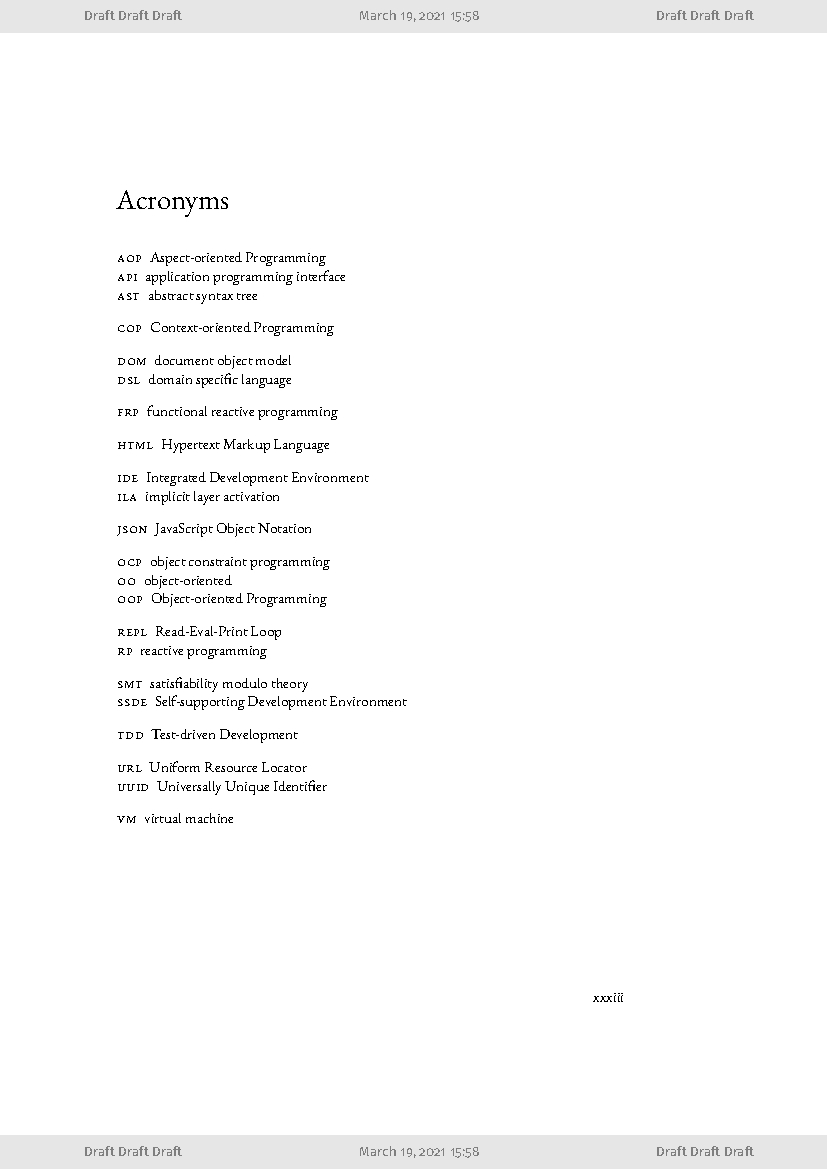 Draft Draft Draft March 19, 2021 15:58 Draft Draft Draft
Acronyms
AOP Aspect-oriented Programming
API application programming interface
AST abstract syntax tree
COP Context-oriented Programming
DOM document object model
DSL domain specific language
FRP functional reactive programming
HTML Hypertext Markup Language
IDE Integrated Development Environment
ILA implicit layer activation
JSON JavaScript Object Notation
OCP object constraint programming
OO object-oriented
OOP Object-oriented Programming
REPL Read-Eval-Print Loop
RP reactive programming
SMT satisfiability modulo theory
SSDE Self-supporting Development Environment
TDD Test-driven Development
URL Uniform Resource Locator
UUID Universally Unique Identifier
VM virtual machine
xxxiii
Draft Draft Draft March 19, 2021 15:58 Draft Draft Draft